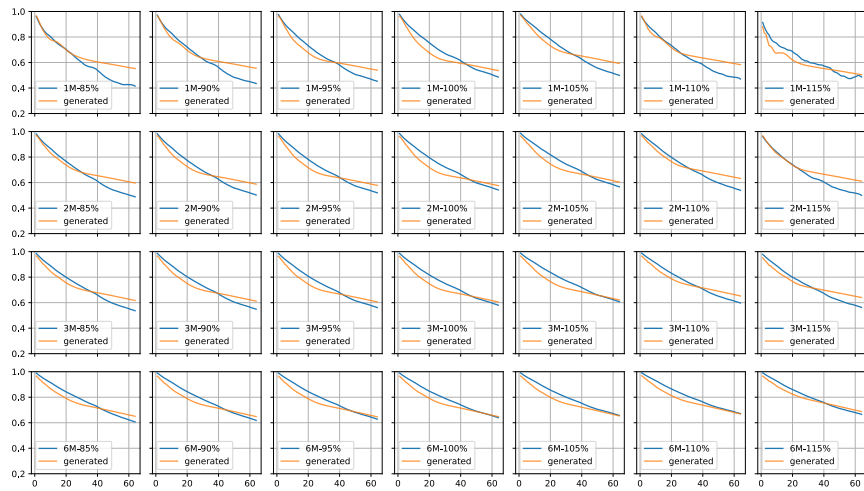 1.0
0.8
0.6
0.4
0.2
1M-85%
generated
1M-90%
generated
1M-95%
generated
1M-100%
generated
1M-105%
generated
1M-110%
generated
1M-115%
generated
1.0
0.8
0.6
0.4
0.2
2M-85%
generated
2M-90%
generated
2M-95%
generated
2M-100%
generated
2M-105%
generated
2M-110%
generated
2M-115%
generated
1.0
0.8
0.6
0.4
0.2
3M-85%
generated
3M-90%
generated
3M-95%
generated
3M-100%
generated
3M-105%
generated
3M-110%
generated
3M-115%
generated
1.0
0.8
0.6
0.4
0.2
6M-85%
generated
6M-90%
generated
6M-95%
generated
6M-100%
generated
6M-105%
generated
6M-110%
generated
6M-115%
generated
0 20 40 60 0 20 40 60 0 20 40 60 0 20 40 60 0 20 40 60 0 20 40 60 0 20 40 60